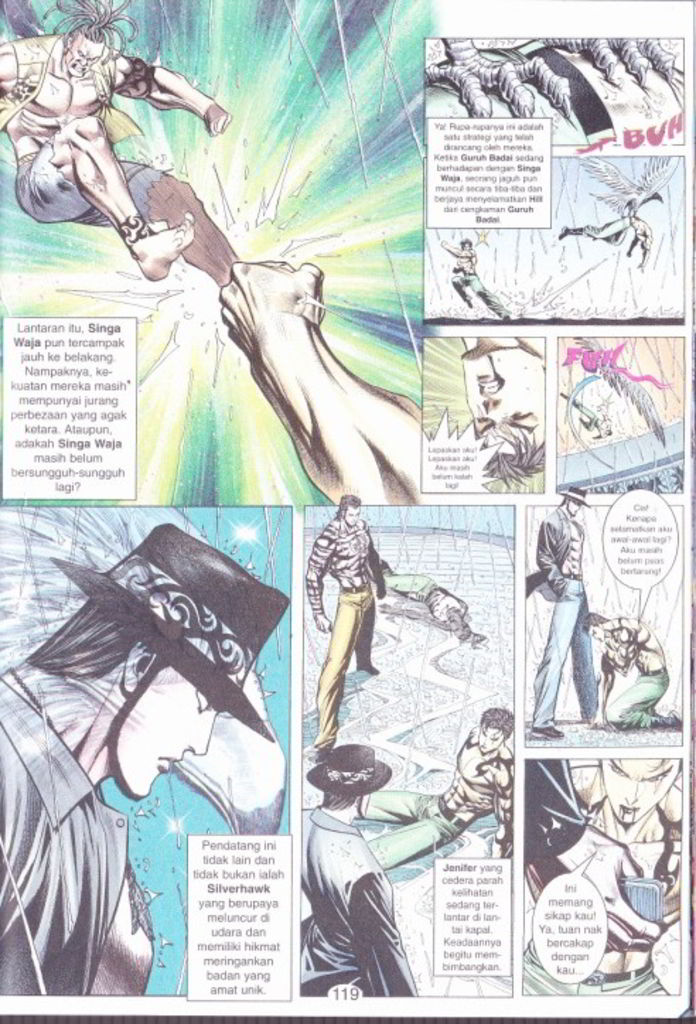 Lantaran itu, Singa
Waja pun tercampak
jauh ke belakang.
Nampaknya, ke-
kuatan mereka masih
mempunyai jurang
perbezaan yang agak
ketara. Ataupun,
adakah Singa Waja
masih belum
bersungguh-sungguh
lagi?
Ya! Rupa-rupanya ini adalah
satu strategi yang telah
dirancang oleh mereka.
Ketika Guruh Badai sedang
berhadapan dengan Singa
Waja, seorang jaguh pun
muncul secara tiba-tiba dan
berjaya menyelamatkan Hill
dari cengkaman Guruh
Badai.
BUH
Lepaskan aku!
Lepaskan aku!
Aku masih
belum kalah
lagi!
FUH
Pendatang ini
tidak lain dan
tidak bukan ialah
Silverhawk
yang berupaya
meluncur di
udara dan
memiliki hikmat
meringankan
badan yang
amat unik.
Jenifer yang
cedera parah
kelihatan
sedang ter-
lantar di lan-
tai kapal.
Keadaannya
begitu mem-
bimbangkan.
Cis!
Kenapa
selamatkan aku
awal-awal lagi?
Aku masih
belum puas
bertarung!
Ini
memang
sikap kau!
Ya, tuan nak
bercakap
dengan
kau...
119